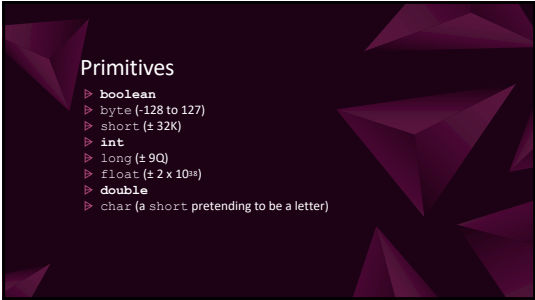 Primitives
boolean
byte (-128 to 127)
short (± 32K)
int
long (± 9Q)
float (± 2 x 10³⁸)
double
char (a short pretending to be a letter)